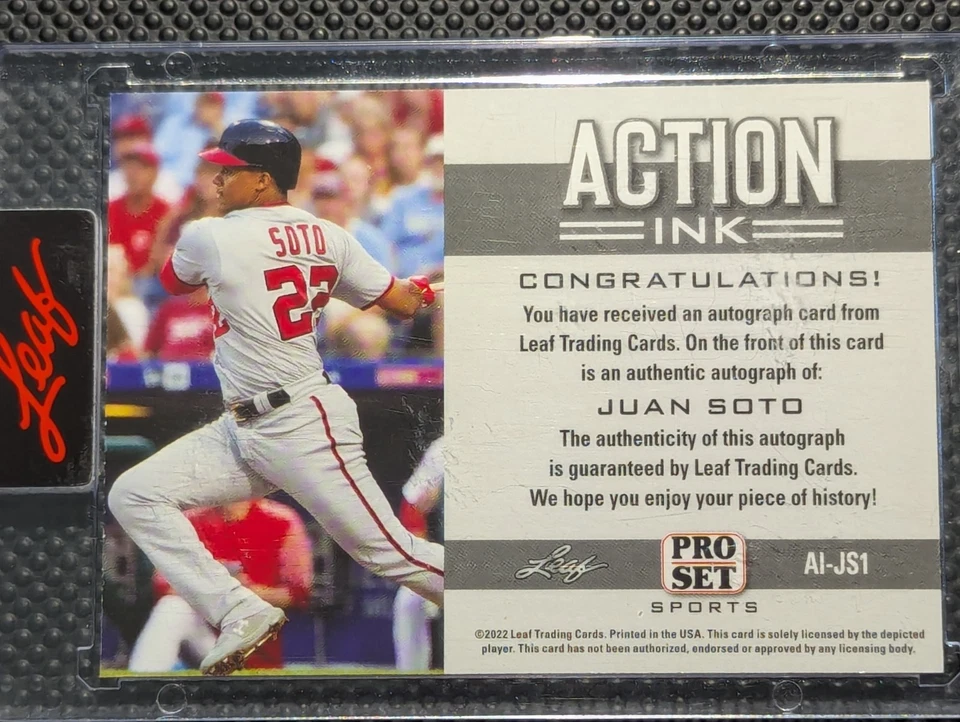 Leaf
SOTO
22
ACTION
INK
CONGRATULATIONS!
You have received an autograph card from
Leaf Trading Cards. On the front of this card
is an authentic autograph of:
JUAN SOTO
The authenticity of this autograph
is guaranteed by Leaf Trading Cards.
We hope you enjoy your piece of history!
Leaf
PRO
SET
SPORTS
AI-JS1
©2022 Leaf Trading Cards. Printed in the USA. This card is solely licensed by the depicted
player. This card has not been authorized, endorsed or approved by any licensing body.